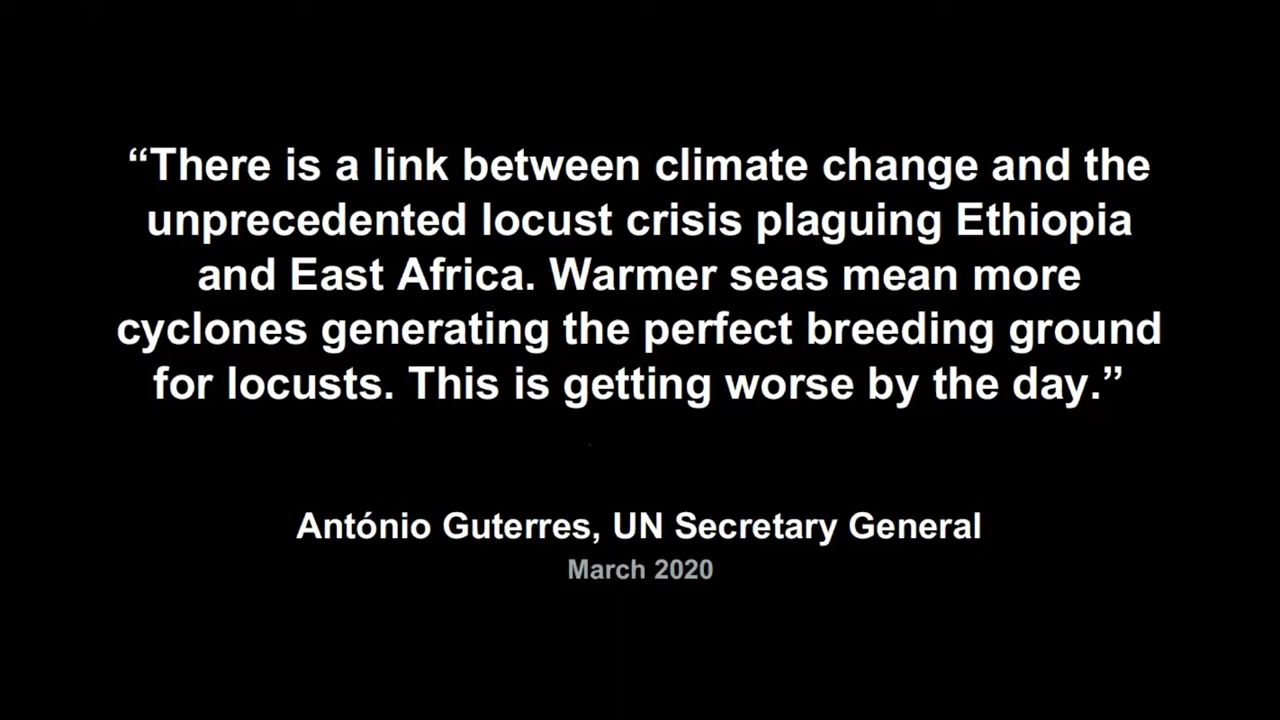 “There is a link between climate change and the
unprecedented locust crisis plaguing Ethiopia
and East Africa. Warmer seas mean more
cyclones generating the perfect breeding ground
for locusts. This is getting worse by the day.”
António Guterres, UN Secretary General
March 2020